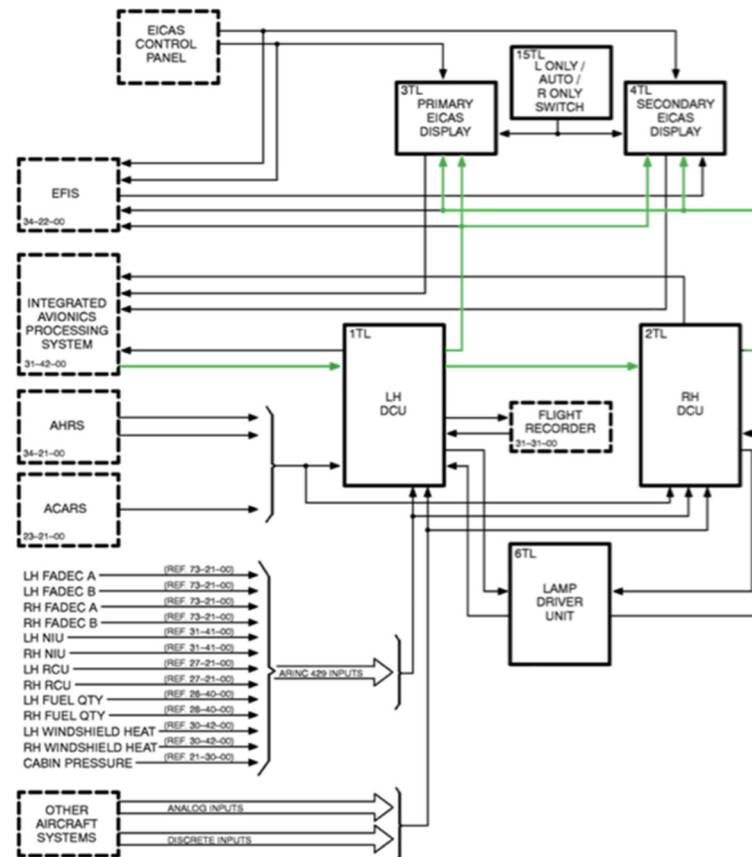 EICAS
CONTROL
PANEL
15TL
L ONLY /
AUTO /
R ONLY
SWITCH
3TL
PRIMARY
EICAS
DISPLAY
4TL
SECONDARY
EICAS
DISPLAY
EFIS
34-22-00
INTEGRATED
AVIONICS
PROCESSING
SYSTEM
31-42-00
1TL
LH
DCU
2TL
RH
DCU
AHRS
34-21-00
FLIGHT
RECORDER
31-31-00
ACARS
23-21-00
6TL
LAMP
DRIVER
UNIT
LH FADEC A (REF. 73-21-00)
LH FADEC B (REF. 73-21-00)
RH FADEC A (REF. 73-21-00)
RH FADEC B (REF. 73-21-00)
LH NIU (REF. 31-41-00)
RH NIU (REF. 31-41-00)
LH RCU (REF. 27-21-00)
RH RCU (REF. 27-21-00)
LH FUEL QTY (REF. 26-40-00)
RH FUEL QTY (REF. 26-40-00)
LH WINDSHIELD HEAT (REF. 30-42-00)
RH WINDSHIELD HEAT (REF. 30-42-00)
CABIN PRESSURE (REF. 21-30-00)
ARINC 429 INPUTS
OTHER
AIRCRAFT
SYSTEMS
ANALOG INPUTS
DISCRETE INPUTS